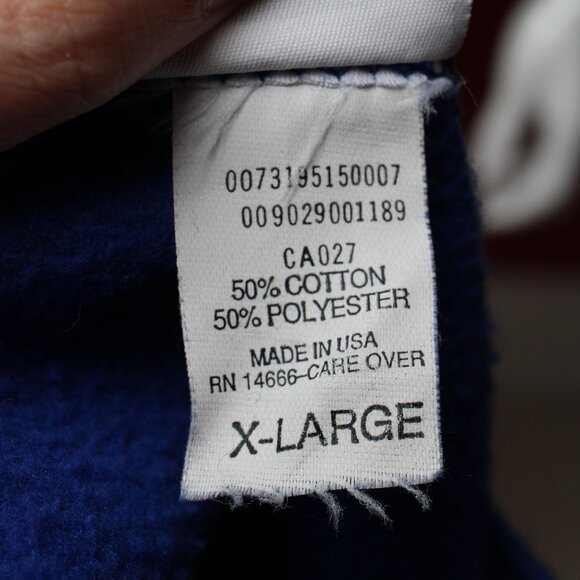 0073195150007
009029001189
CA027
50% COTTON
50% POLYESTER
MADE IN USA
RN 14666-CARE OVER
X-LARGE